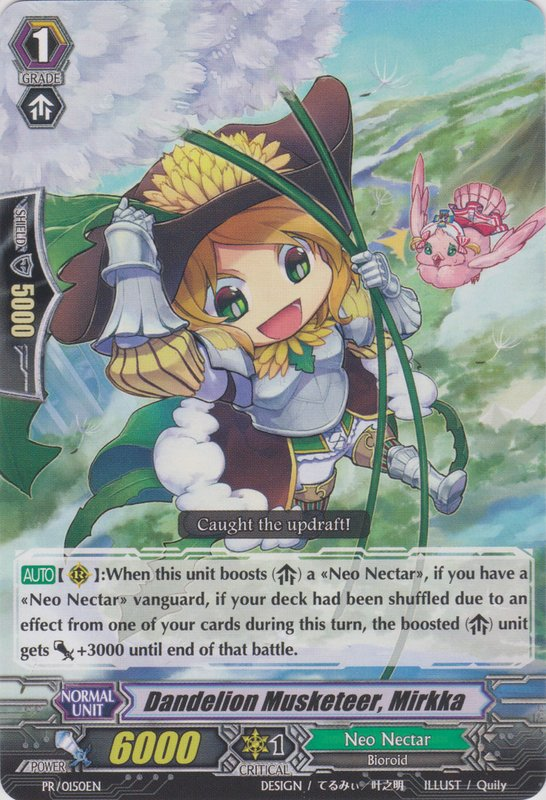 1
GRADE
SHIELD
5000
Caught the updraft!
AUTO【 R 】:When this unit boosts ( ) a «Neo Nectar», if you have a
«Neo Nectar» vanguard, if your deck had been shuffled due to an
effect from one of your cards during this turn, the boosted ( ) unit
gets +3000 until end of that battle.
NORMAL
UNIT
Dandelion Musketeer, Mirkka
POWER
6000
1
CRITICAL
Neo Nectar
Bioroid
PR/0150EN
DESIGN / てるみぃ 叶之明
ILLUST / Quily